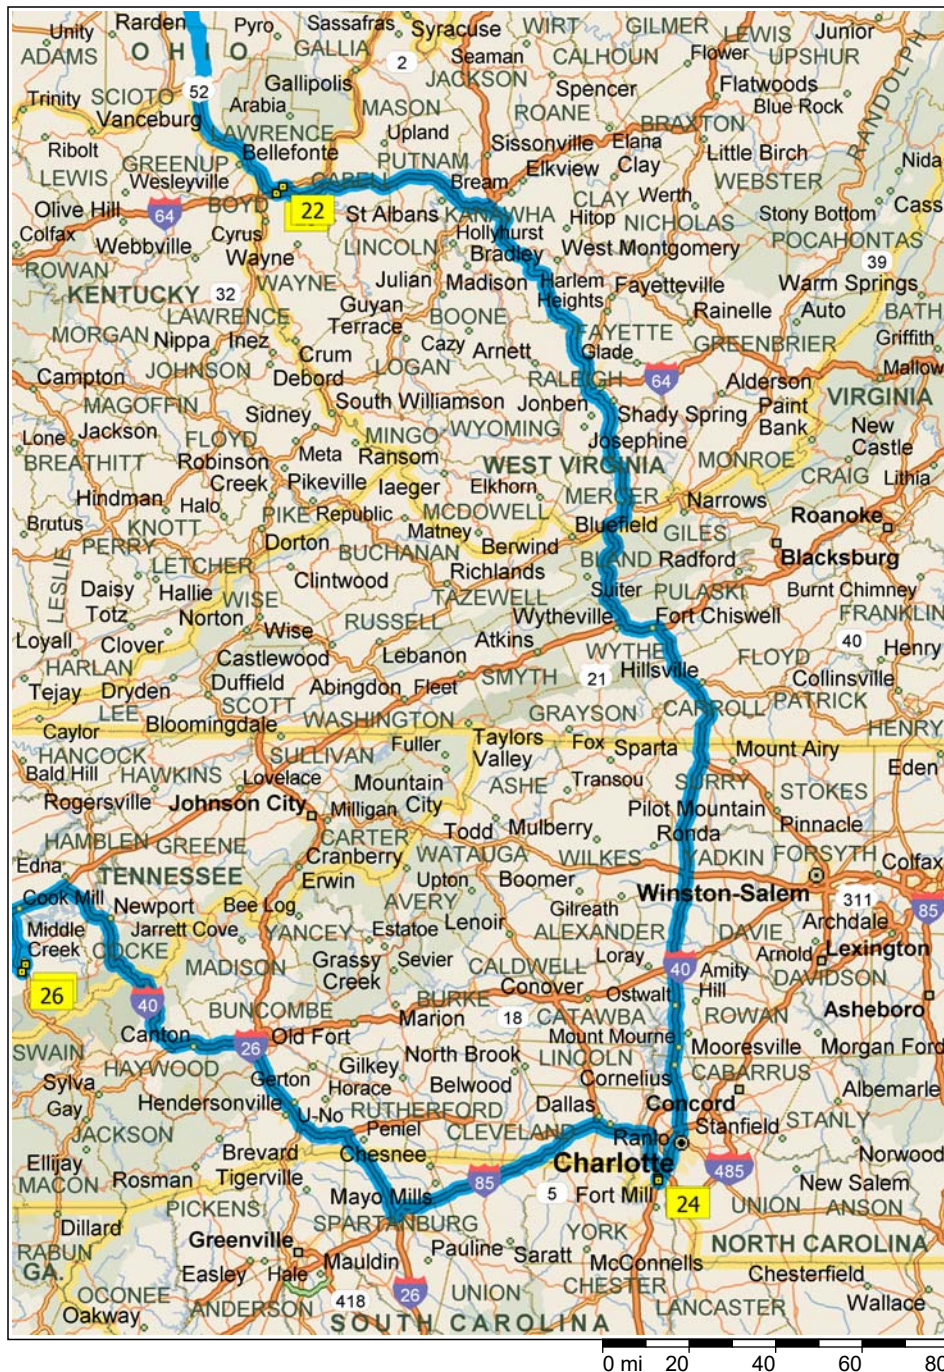 Unity Rarden Pyro Sassafras Syracuse WIRT GILMER LEWIS Junior
ADAMS OHIO GALLIA Seaman CALHOUN Flower UPSHUR
2 JACKSON RANDOLPH
Trinity SCIOTO 52 Gallipolis Spencer Flatwoods
Vanceburg Arabia MASON ROANE Blue Rock
LAWRENCE Upland Sissonville Elana BRAXTON
Ribolt GREENUP Bellefonte PUTNAM Elkview Clay Little Birch Nida
LEWIS Wesleyville CABELL Bream CLAY Werth WEBSTER
Olive Hill 64 BOYD 22 St Albans KANAWHA Hitop NICHOLAS Stony Bottom Cass
Colfax Webbville Cyrus LINCOLN Hollyhurst West Montgomery POCAHONTAS
ROWAN Wayne Bradley 39
KENTUCKY 32 WAYNE Julian Madison Harlem Heights Fayetteville Warm Springs
LAWRENCE Guyan Terrace BOONE Rainelle Auto BATH
MORGAN Nippa Inez Cazy Arnett FAYETTE GREENBRIER Griffith
JOHNSON Crum LOGAN Glade Mallow
Campton Debord RALEIGH 64 Alderson
MAGOFFIN Sidney South Williamson Jonben Shady Spring Paint Bank VIRGINIA
Lone Jackson FLOYD MINGO WYOMING Josephine New Castle
BREATHITT Robinson Creek Meta Ransom WEST VIRGINIA MONROE CRAIG Lithia
Hindman Halo Pikeville Iaeger Elkhorn MERCER Narrows
Brutus KNOTT PIKE Republic MCDOWELL Bluefield GILES Roanoke
PERRY Dorton BUCHANAN Matney Berwind BLAND Radford Blacksburg
LESLIE LETCHER Clintwood Richlands
Daisy Hallie WISE TAZEWELL Suiter PULASKI Burnt Chimney
Totz Norton RUSSELL Wytheville Fort Chiswell FRANKLIN
Loyall Clover Wise Atkins WYTHE 40 Henry
HARLAN Castlewood Lebanon Hillsville FLOYD
Tejay Dryden Duffield Abingdon Fleet SMYTH 21 Collinsville
LEE SCOTT GRAYSON CARROLL PATRICK
Caylor Bloomingdale WASHINGTON Taylors Valley HENRY
HANCOCK SULLIVAN Fuller Fox Sparta Mount Airy
Bald Hill HAWKINS Lovelace Mountain City ASHE Transou SURRY Eden
Rogersville Johnson City Milligan Pilot Mountain STOKES
HAMBLEN GREENE CARTER Todd Mulberry Ronda Pinnacle
Edna Cranberry WATAUGA WILKES YADKIN FORSYTH Colfax
TENNESSEE Erwin Upton Boomer Winston-Salem
Cook Mill Newport Bee Log AVERY Gilreath 311 85
Middle Creek Jarrett Cove YANCEY Estatoe Lenoir ALEXANDER DAVIE Archdale
COCKE MADISON Grassy Creek Sevier CALDWELL Loray Arnold Lexington
26 40 Conover 40 Amity Hill DAVIDSON
BUNCOMBE BURKE Ostwalt ROWAN Asheboro
Canton 26 Old Fort Marion 18 CATAWBA Mount Mourne
SWAIN HAYWOOD Gilkey North Brook LINCOLN Mooresville Morgan Ford
Sylva Gerton Horace Belwood Cornelius CABARRUS
Gay Hendersonville U-No RUTHERFORD Dallas Concord Albemarle
JACKSON Peniel CLEVELAND Ranlo Stanfield STANLY
Ellijay Brevard Chesnee Charlotte Norwood
MACON Rosman Tigerville 85 485 New Salem
PICKENS Mayo Mills 5 Fort Mill 24 UNION ANSON
Dillard SPARTANBURG YORK
RABUN Greenville Pauline Saratt McConnells NORTH CAROLINA
GA. Easley Hale Mauldin CHESTER Chesterfield
OCONEE ANDERSON 418 26 UNION LANCASTER Wallace
Oakway SOUTH CAROLINA
0 mi 20 40 60 80